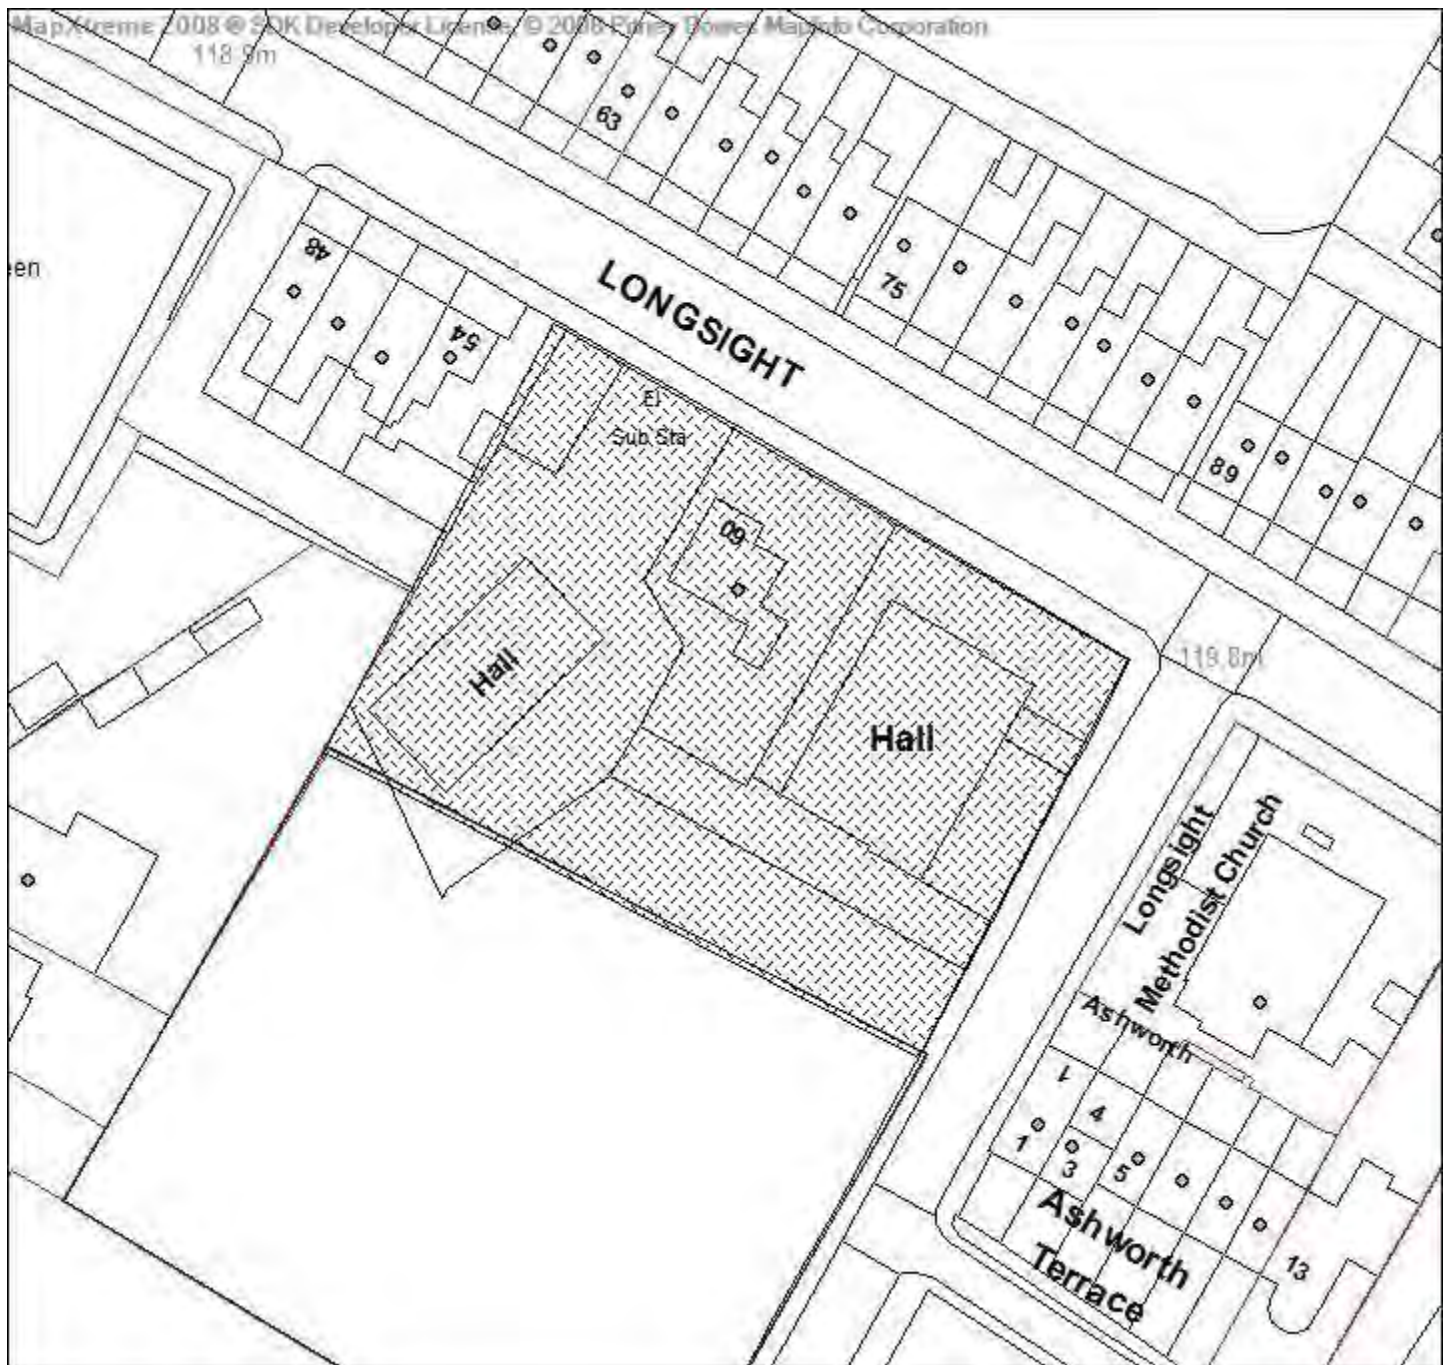 MapXtreme 2008 ® SDK Developer License, © 2008 Pitney Bowes MapInfo Corporation
118.9m
63
48
een
LONGSIGHT
75
54
El
Sub Sta
89
60
Hall
119.8m
Hall
Longsight
Methodist Church
Ashworth
1
4
1
3
5
Ashworth
Terrace
13